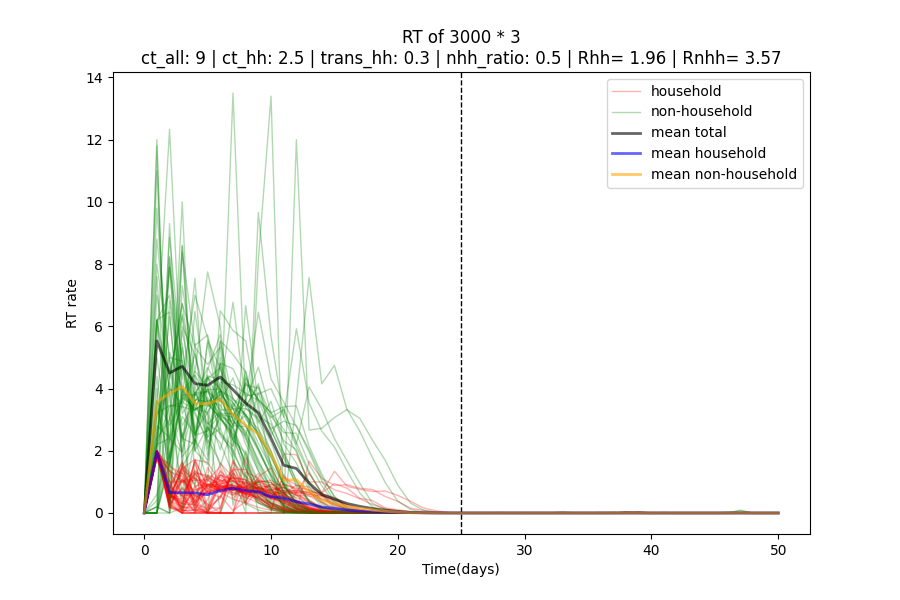 RT of 3000 * 3
ct_all: 9 | ct_hh: 2.5 | trans_hh: 0.3 | nhh_ratio: 0.5 | Rhh= 1.96 | Rnhh= 3.57
household
non-household
mean total
mean household
mean non-household
14
12
10
8
6
4
2
0
RT rate
0 10 20 30 40 50
Time(days)